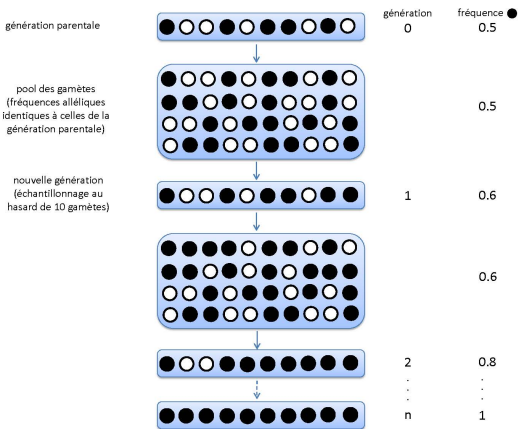 génération
fréquence
génération parentale
0
0.5
pool des gamètes
(fréquences alléliques
identiques à celles de la
génération parentale)
0.5
nouvelle génération
(échantillonnage au
hasard de 10 gamètes)
1
0.6
0.6
2
0.8
n
1